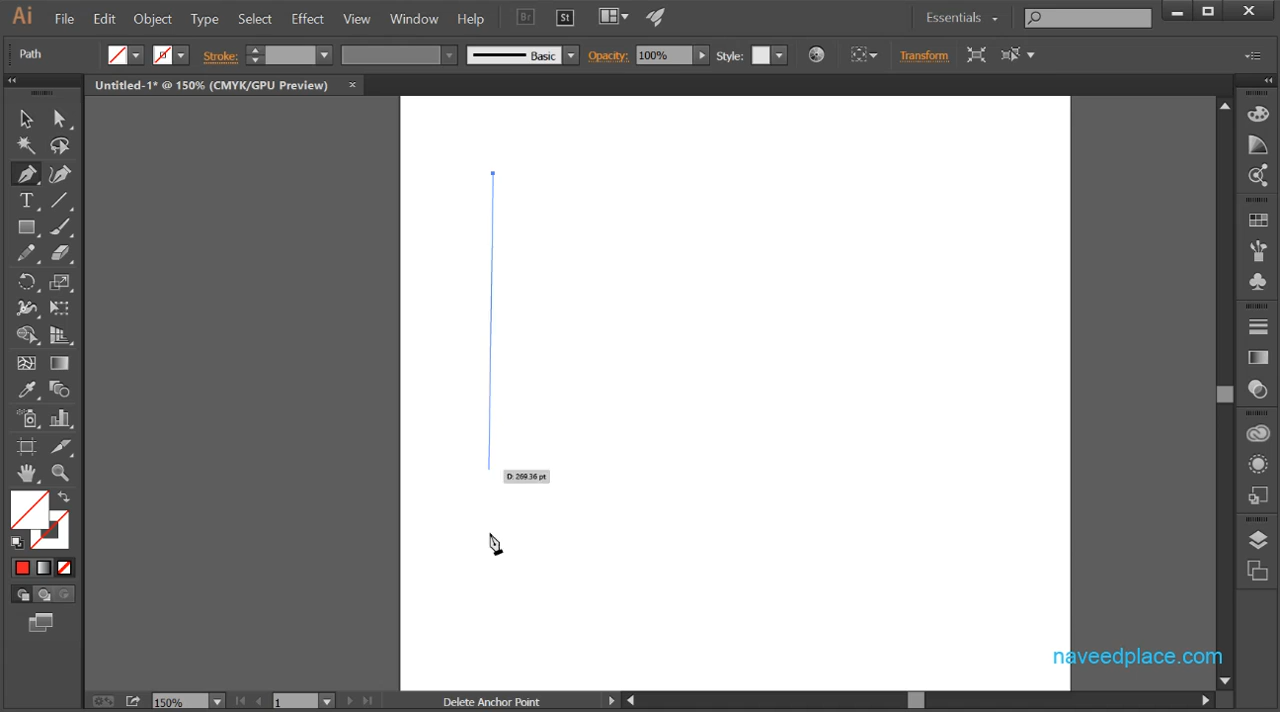 Ai File Edit Object Type Select Effect View Window Help Br St Essentials
Path Stroke: Basic Opacity: 100% Style: Transform
Untitled-1* @ 150% (CMYK/GPU Preview) ×
T
D: 269.36 pt
naveedplace.com
150% 1 Delete Anchor Point